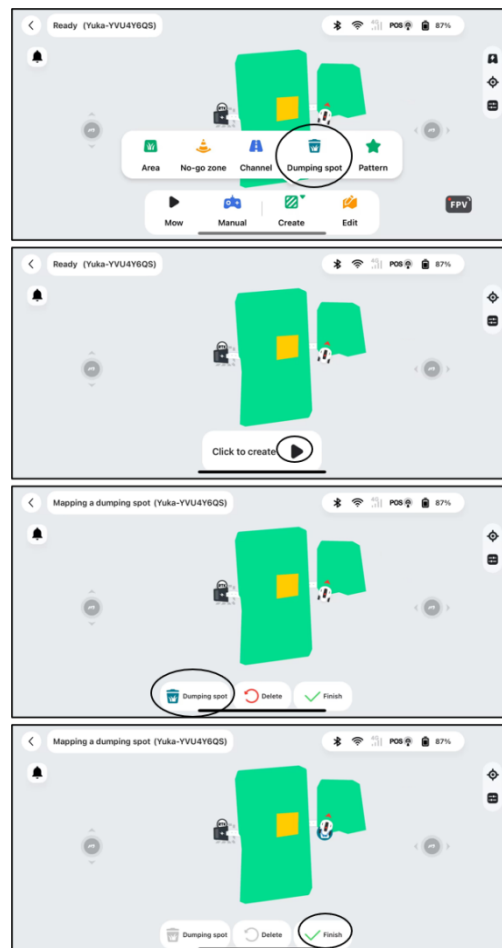 Ready (Yuka-YVU4Y6QS)
POS 87%
Area No-go zone Channel Dumping spot Pattern
Mow Manual Create Edit
FPV
Ready (Yuka-YVU4Y6QS)
POS 87%
Click to create
Mapping a dumping spot (Yuka-YVU4Y6QS)
POS 87%
Dumping spot Delete Finish
Mapping a dumping spot (Yuka-YVU4Y6QS)
POS 87%
Dumping spot Delete Finish